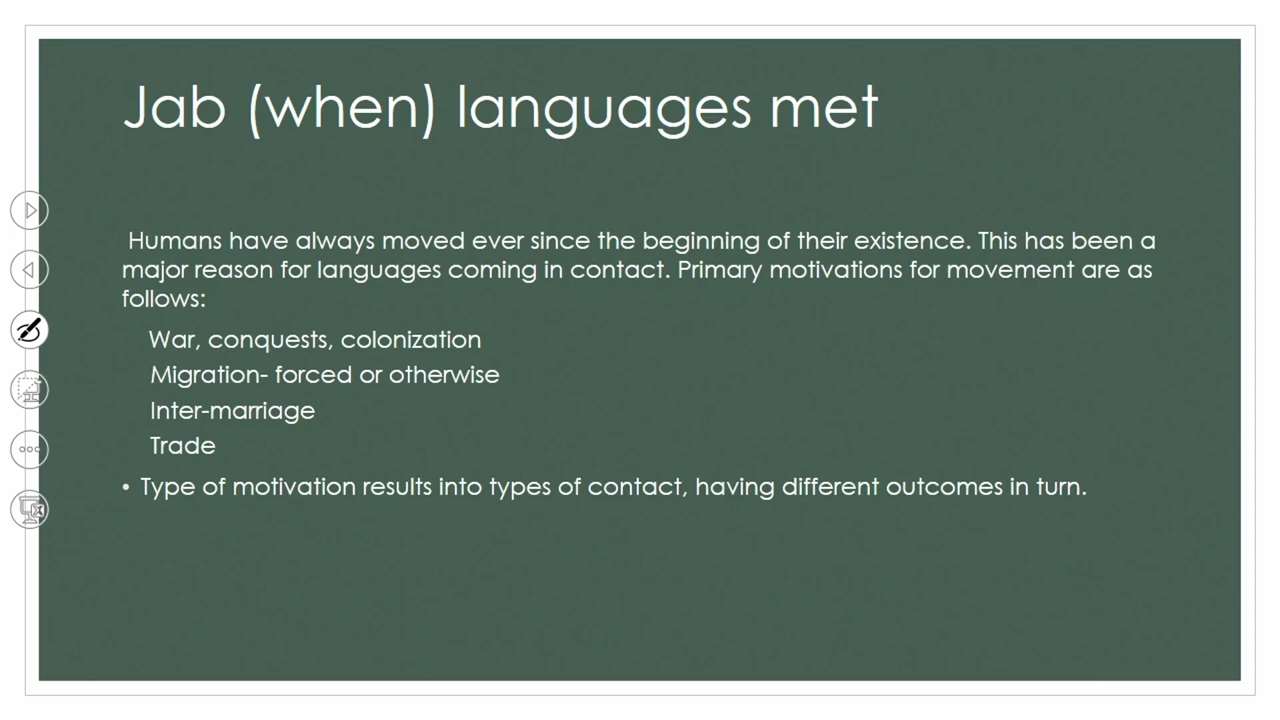 Jab (when) languages met
Humans have always moved ever since the beginning of their existence. This has been a
major reason for languages coming in contact. Primary motivations for movement are as
follows:
War, conquests, colonization
Migration- forced or otherwise
Inter-marriage
Trade
• Type of motivation results into types of contact, having different outcomes in turn.